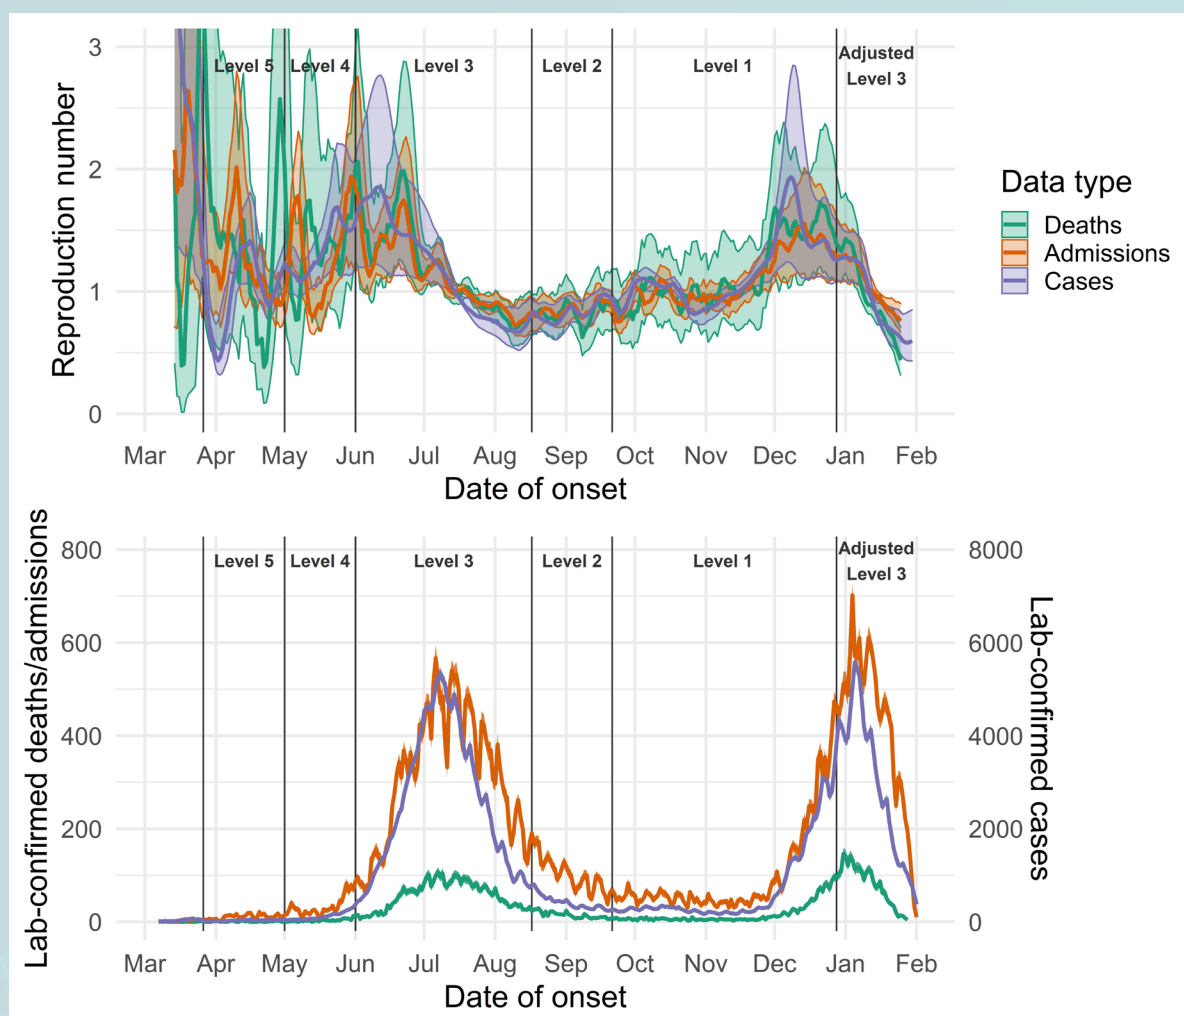 3
2
1
0
Reproduction number
Level 5
Level 4
Level 3
Level 2
Level 1
Adjusted
Level 3
Mar Apr May Jun Jul Aug Sep Oct Nov Dec Jan Feb
Date of onset
Data type
Deaths
Admissions
Cases
800
600
400
200
0
Lab-confirmed deaths/admissions
Level 5
Level 4
Level 3
Level 2
Level 1
Adjusted
Level 3
8000
6000
4000
2000
0
Lab-confirmed cases
Mar Apr May Jun Jul Aug Sep Oct Nov Dec Jan Feb
Date of onset